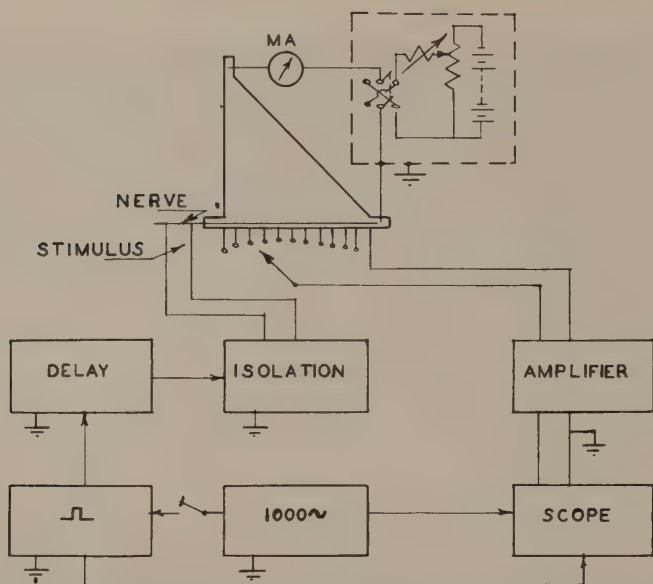 MA
NERVE
STIMULUS
DELAY
ISOLATION
AMPLIFIER
1000~
SCOPE